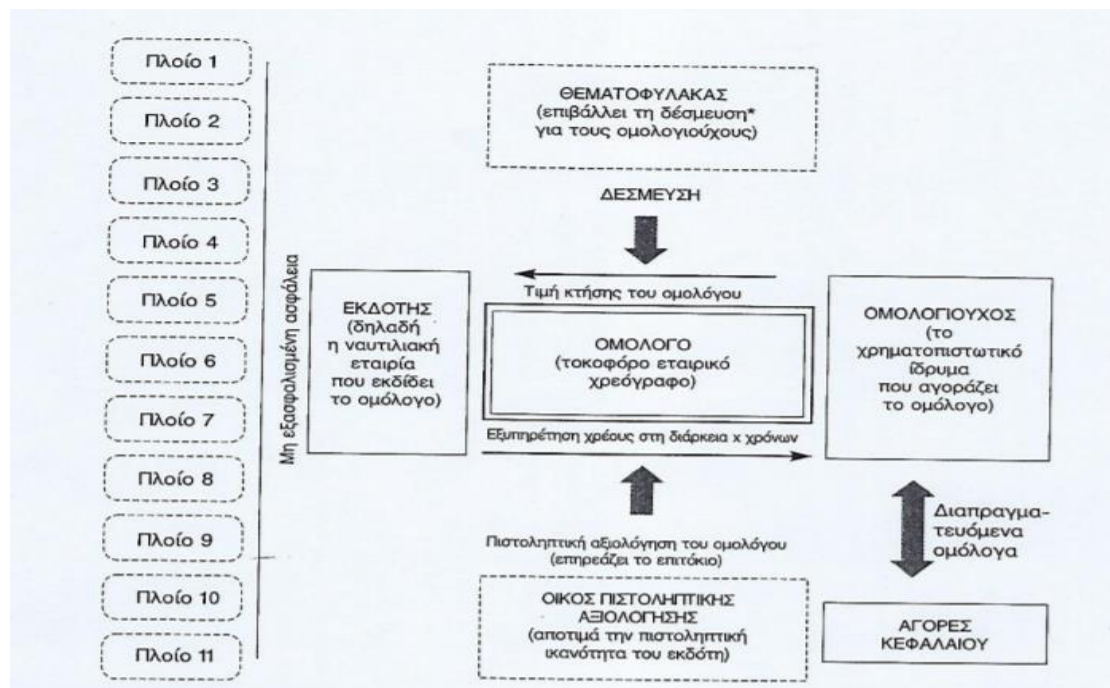 Πλοίο 1
Πλοίο 2
Πλοίο 3
Πλοίο 4
Πλοίο 5
Πλοίο 6
Πλοίο 7
Πλοίο 8
Πλοίο 9
Πλοίο 10
Πλοίο 11
Μη εξασφαλισμένη ασφάλεια
ΘΕΜΑΤΟΦΥΛΑΚΑΣ
(επιβάλλει τη δέσμευση*
για τους ομολογιούχους)
ΔΕΣΜΕΥΣΗ
ΕΚΔΟΤΗΣ
(δηλαδή
η ναυτιλιακή
εταιρία
που εκδίδει
το ομόλογο)
Τιμή κτήσης του ομολόγου
ΟΜΟΛΟΓΟ
(τοκοφόρο εταιρικό
χρεόγραφο)
Εξυπηρέτηση χρέους στη διάρκεια x χρόνων
ΟΜΟΛΟΓΙΟΥΧΟΣ
(το
χρηματοπιστωτικό
ίδρυμα
που αγοράζει
το ομόλογο)
Πιστοληπτική αξιολόγηση του ομολόγου
(επηρεάζει το επιτόκιο)
ΟΙΚΟΣ ΠΙΣΤΟΛΗΠΤΙΚΗΣ
ΑΞΙΟΛΟΓΗΣΗΣ
(αποτιμά την πιστοληπτική
ικανότητα του εκδότη)
Διαπραγμα-
τευόμενα
ομόλογα
ΑΓΟΡΕΣ
ΚΕΦΑΛΑΙΟΥ